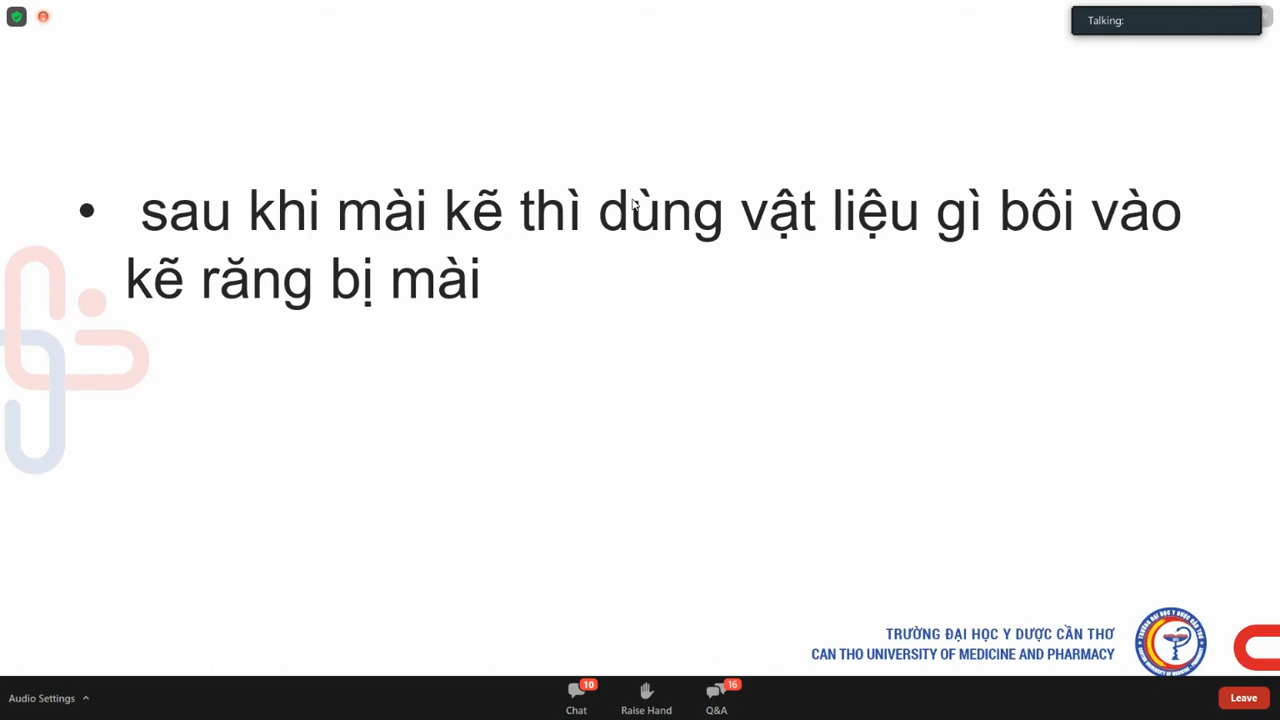 Talking:
• sau khi mài kẽ thì dùng vật liệu gì bôi vào
kẽ răng bị mài
TRƯỜNG ĐẠI HỌC Y DƯỢC CẦN THƠ
CAN THO UNIVERSITY OF MEDICINE AND PHARMACY
Audio Settings
10
Chat
Raise Hand
16
Q&A
Leave